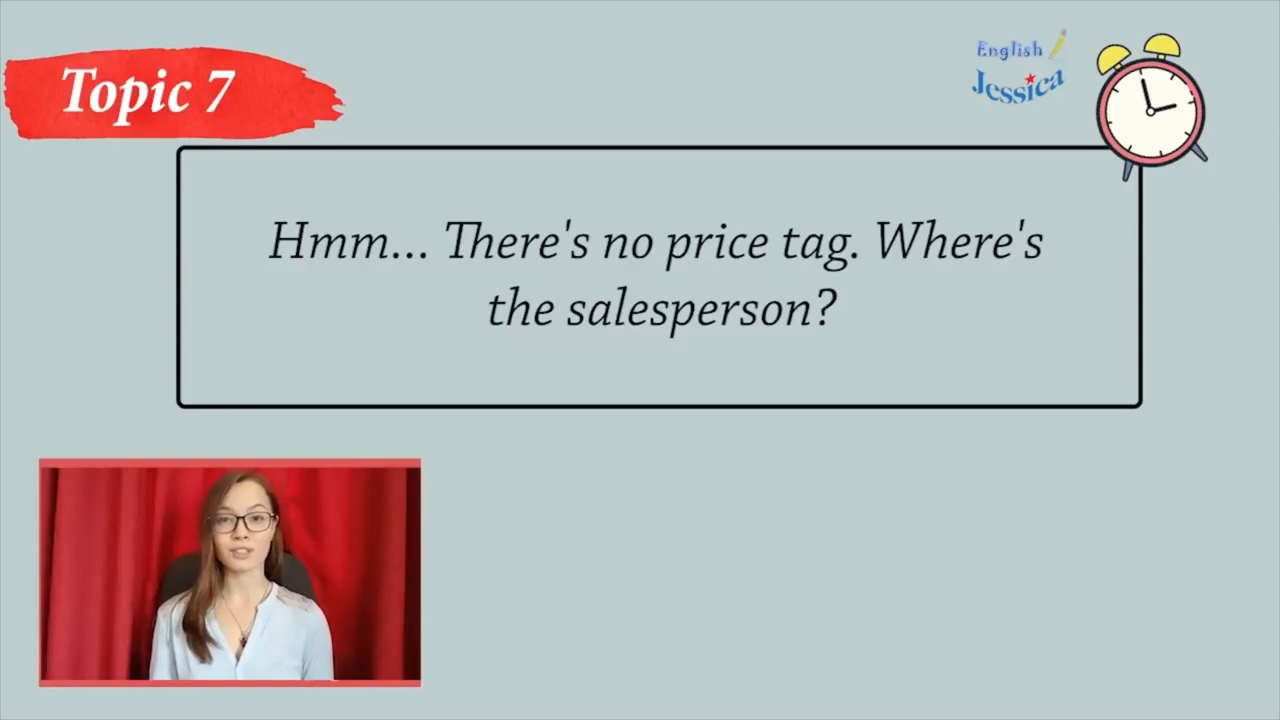 Topic 7
English
Jessica
Hmm... There's no price tag. Where's
the salesperson?